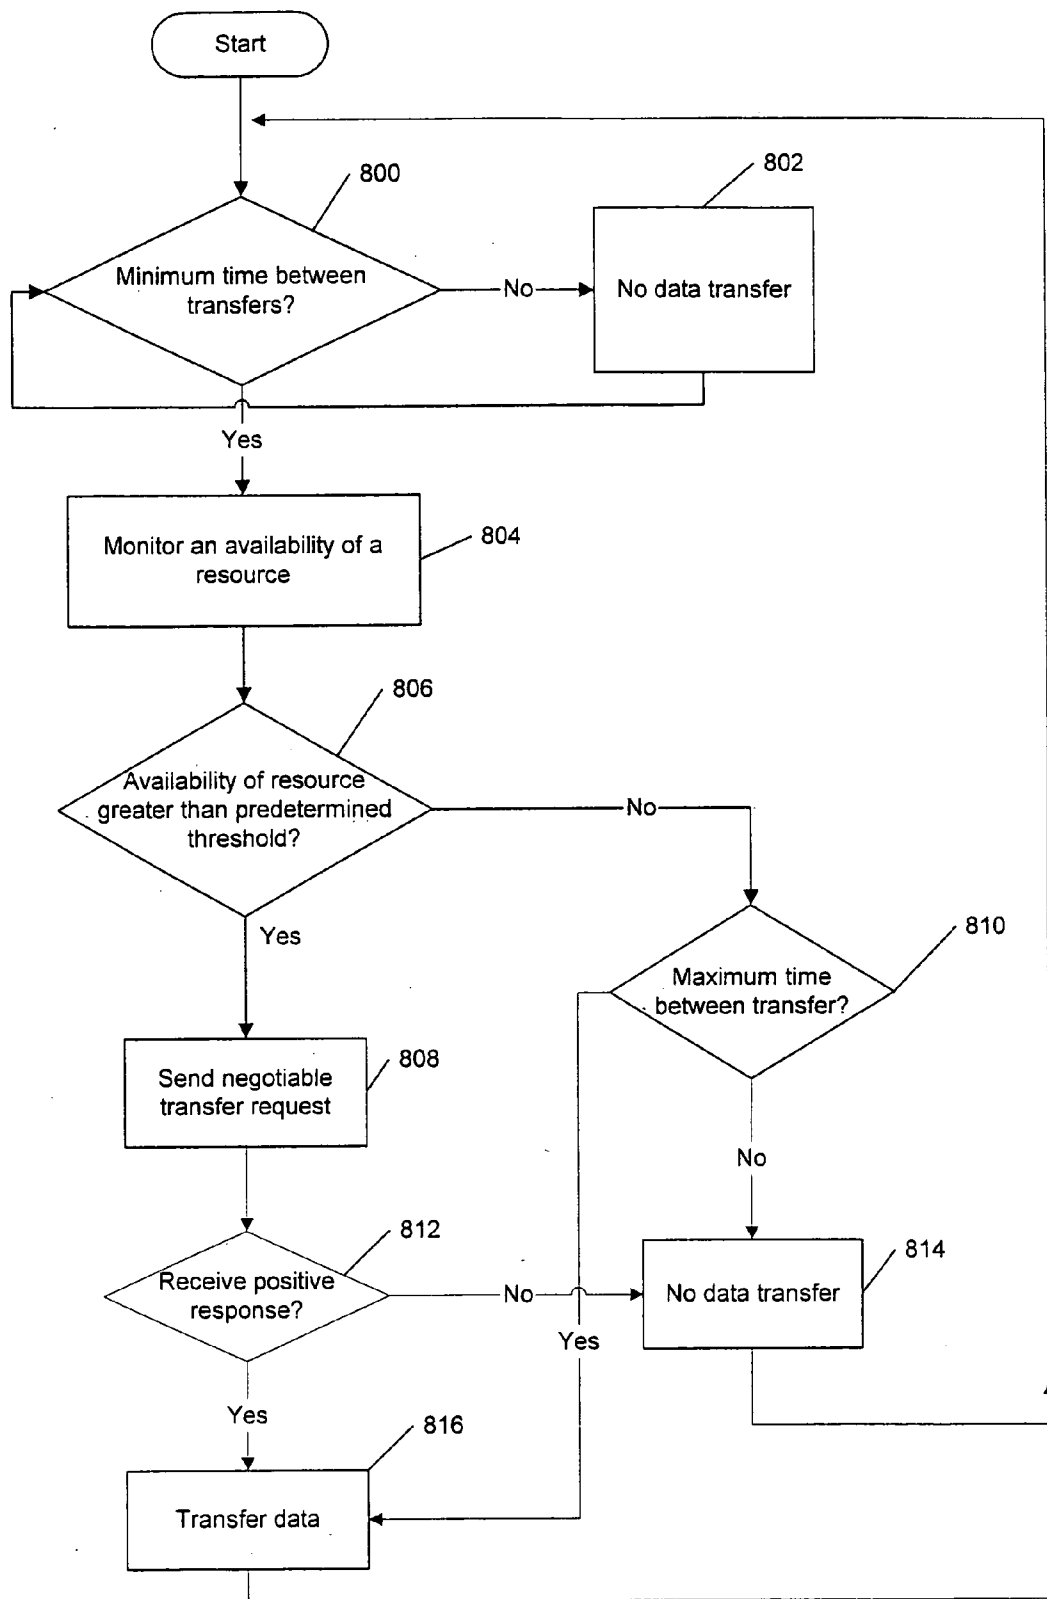 Start
800
802
Minimum time between
transfers?
No
No data transfer
Yes
Monitor an availability of a
resource
804
806
Availability of resource
greater than predetermined
threshold?
No
Yes
810
Maximum time
between transfer?
Send negotiable
transfer request
808
No
812
Receive positive
response?
No
814
No data transfer
Yes
Yes
816
Transfer data